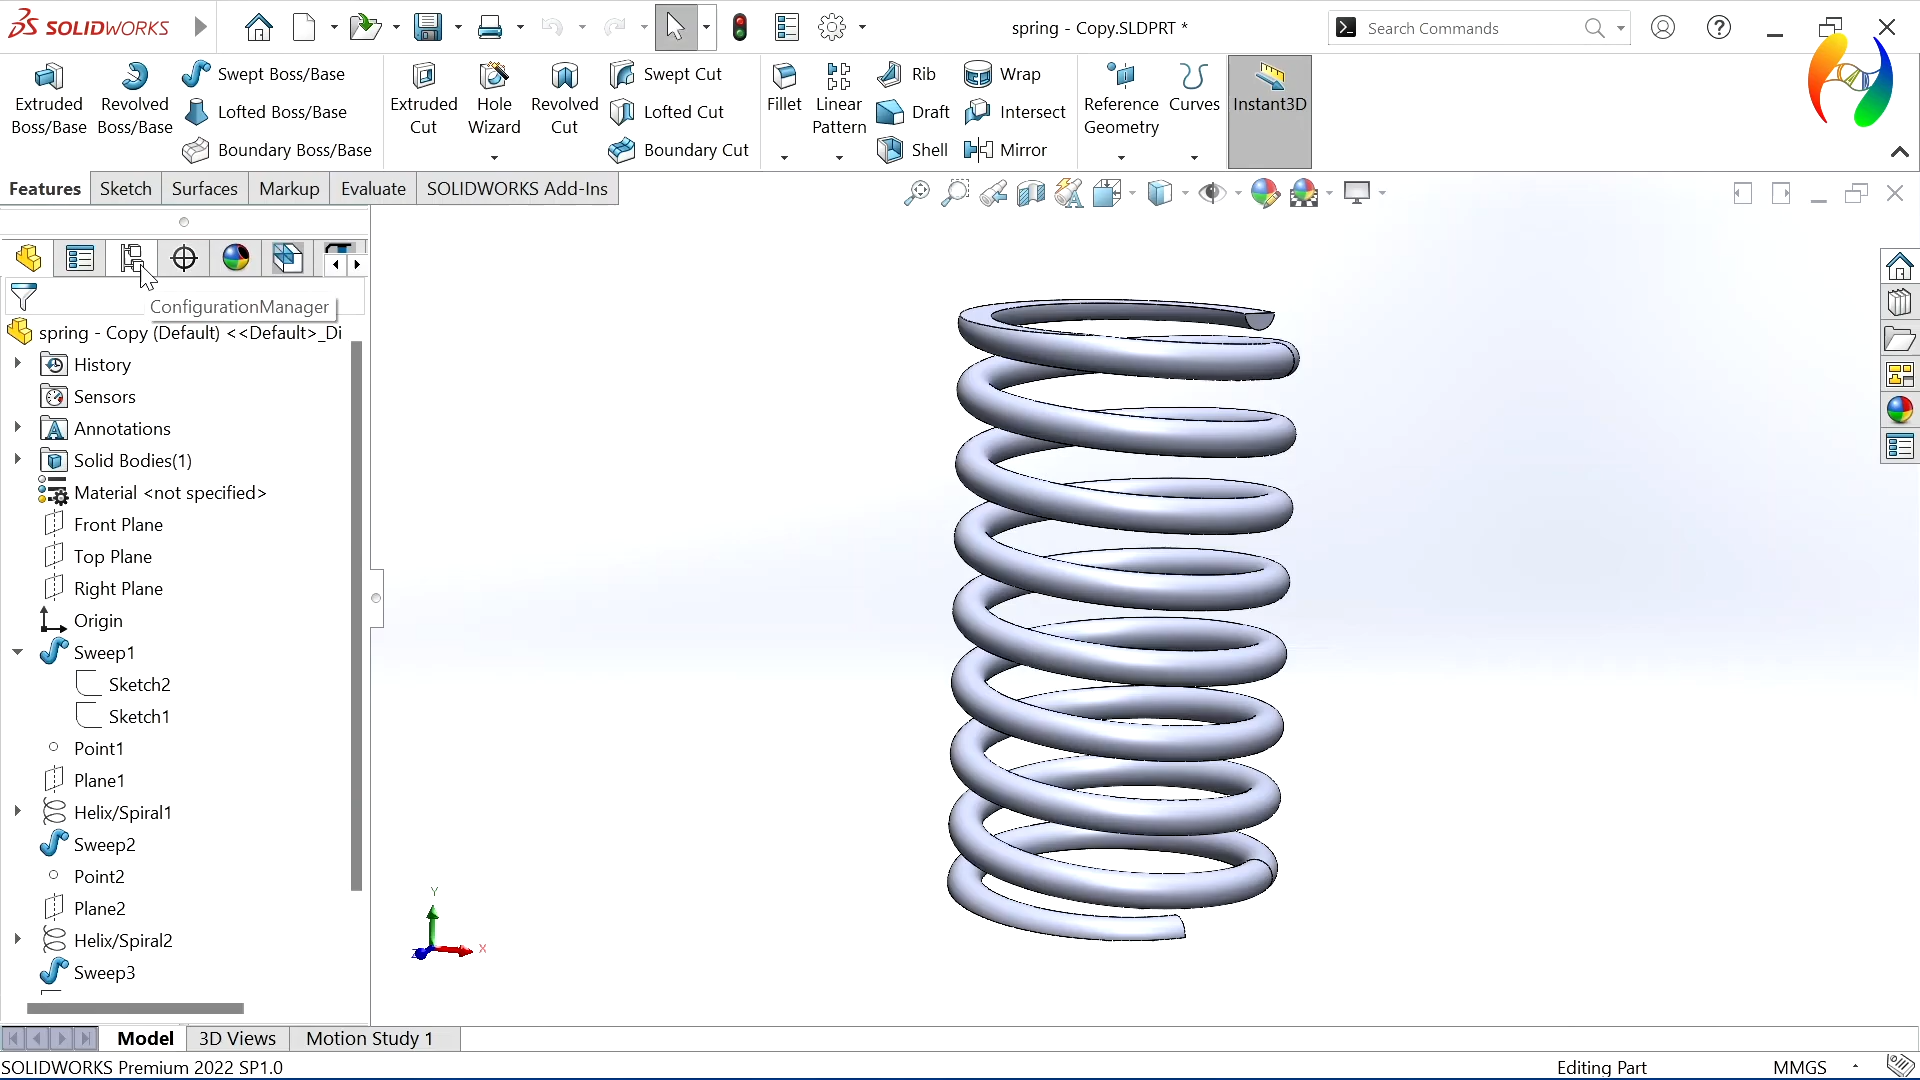 SOLIDWORKS
spring - Copy.SLDPRT *
Search Commands
Extruded Boss/Base
Revolved Boss/Base
Swept Boss/Base
Lofted Boss/Base
Boundary Boss/Base
Extruded Cut
Hole Wizard
Revolved Cut
Swept Cut
Lofted Cut
Boundary Cut
Fillet
Linear Pattern
Rib
Draft
Shell
Wrap
Intersect
Mirror
Reference Geometry
Curves
Instant3D
Features
Sketch
Surfaces
Markup
Evaluate
SOLIDWORKS Add-Ins
ConfigurationManager
spring - Copy (Default) <<Default>_Di
History
Sensors
Annotations
Solid Bodies(1)
Material <not specified>
Front Plane
Top Plane
Right Plane
Origin
Sweep1
Sketch2
Sketch1
Point1
Plane1
Helix/Spiral1
Sweep2
Point2
Plane2
Helix/Spiral2
Sweep3
Y
X
Z
Model
3D Views
Motion Study 1
SOLIDWORKS Premium 2022 SP1.0
Editing Part
MMGS